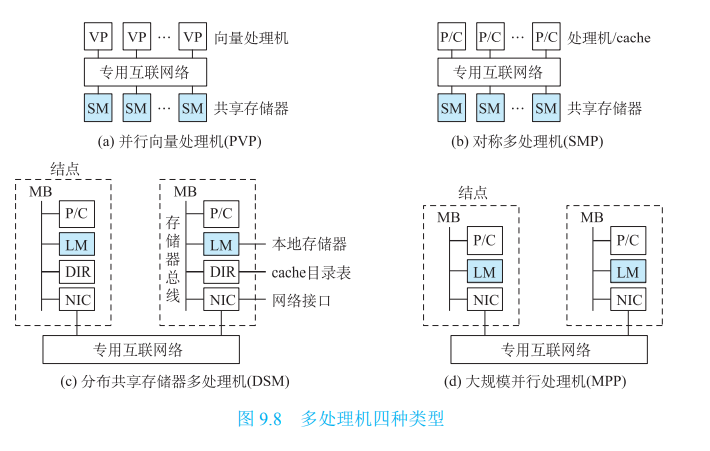 VP VP … VP 向量处理机
专用互联网络
SM SM … SM 共享存储器
(a) 并行向量处理机(PVP)
P/C P/C … P/C 处理机/cache
专用互联网络
SM SM … SM 共享存储器
(b) 对称多处理机(SMP)
结点
MB MB
P/C P/C
LM LM 本地存储器
DIR DIR cache目录表
NIC NIC 网络接口
存储器总线
专用互联网络
(c) 分布共享存储器多处理机(DSM)
结点
MB MB
P/C P/C
LM LM
NIC NIC
专用互联网络
(d) 大规模并行处理机(MPP)
图 9.8 多处理机四种类型